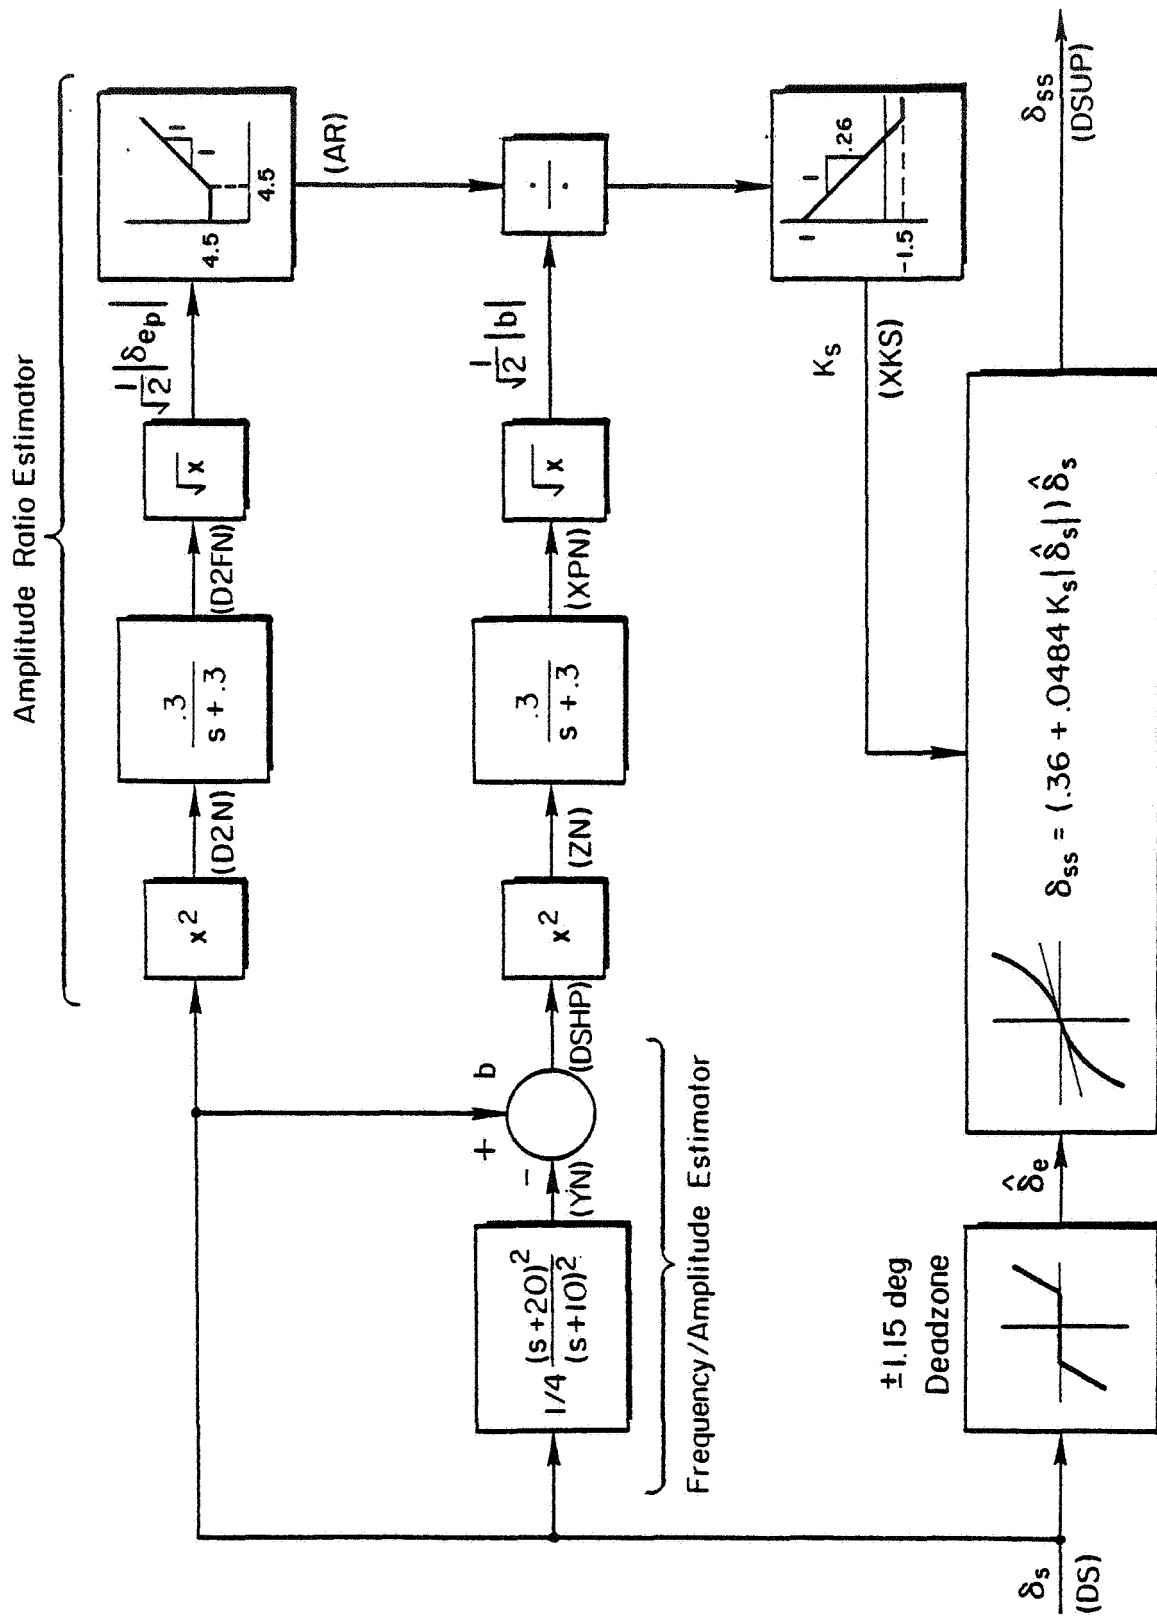 Amplitude Ratio Estimator
x²
(D2N)
.3
s + .3
(D2FN)
√x
1/√2 |δep|
4.5
4.5
1
1
(AR)
1/4 (s+20)²
(s+10)²
(YN)
−
+
b
(DSHP)
x²
(ZN)
.3
s + .3
(XPN)
√x
1/√2 |b|
÷
Frequency/Amplitude Estimator
1
1
.26
-1.5
Ks
(XKS)
±1.15 deg
Deadzone
δs
(DS)
δ̂e
δss = (.36 + .0484 Ks|δ̂s|) δ̂s
δss
(DSUP)